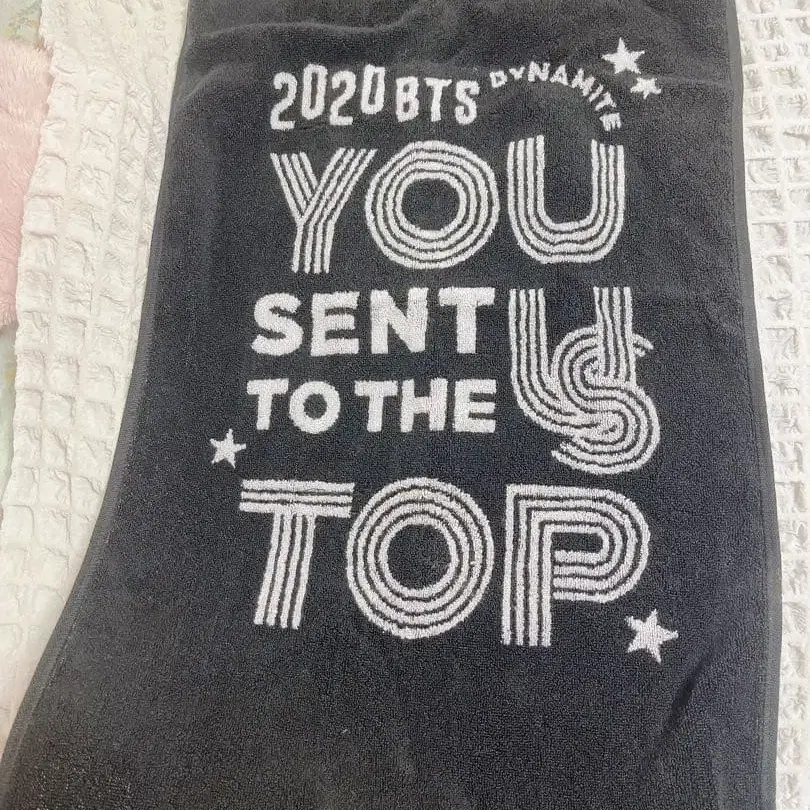 2020 BTS DYNAMITE
YOU
SENT US
TO THE
TOP